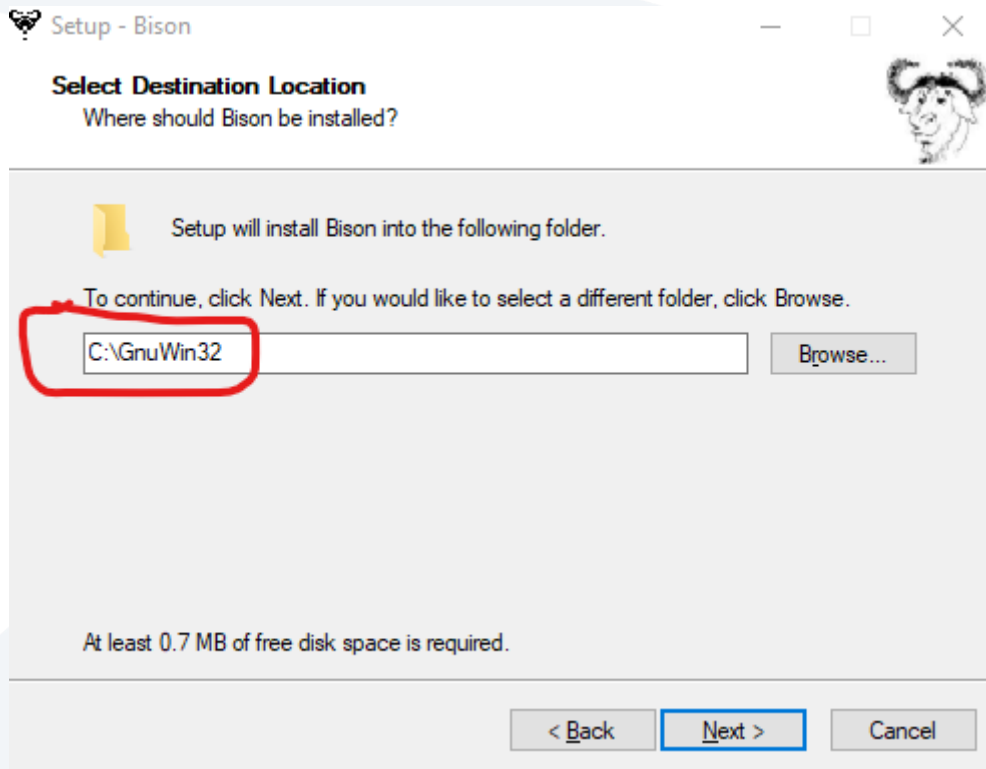 Setup - Bison
Select Destination Location
Where should Bison be installed?
Setup will install Bison into the following folder.
To continue, click Next. If you would like to select a different folder, click Browse.
C:\GnuWin32
Browse...
At least 0.7 MB of free disk space is required.
< Back
Next >
Cancel